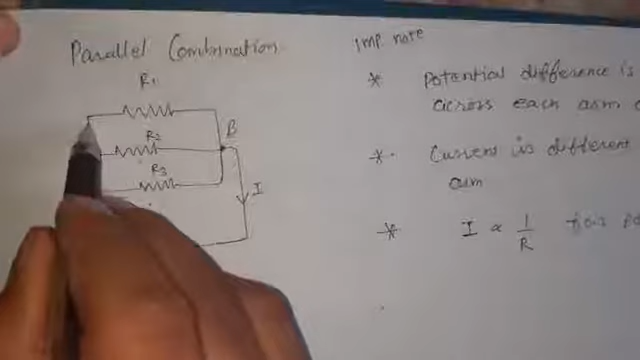 Parallel Combination
R1
R2
B
R3
I
Imp. note
* Potential difference is
across each arm
* Current is different
arm
* I ∝ 1/R